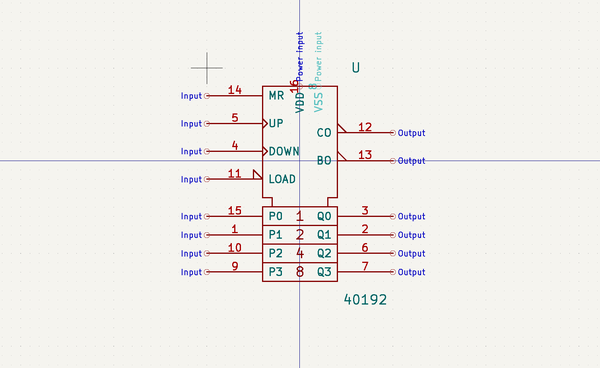 Power input
Power input
U
16
8
VDD
VSS
Input 14 MR
Input 5 UP
CO 12 Output
Input 4 DOWN
BO 13 Output
Input 11 LOAD
Input 15 P0 1 Q0 3 Output
Input 1 P1 2 Q1 2 Output
Input 10 P2 4 Q2 6 Output
Input 9 P3 8 Q3 7 Output
40192